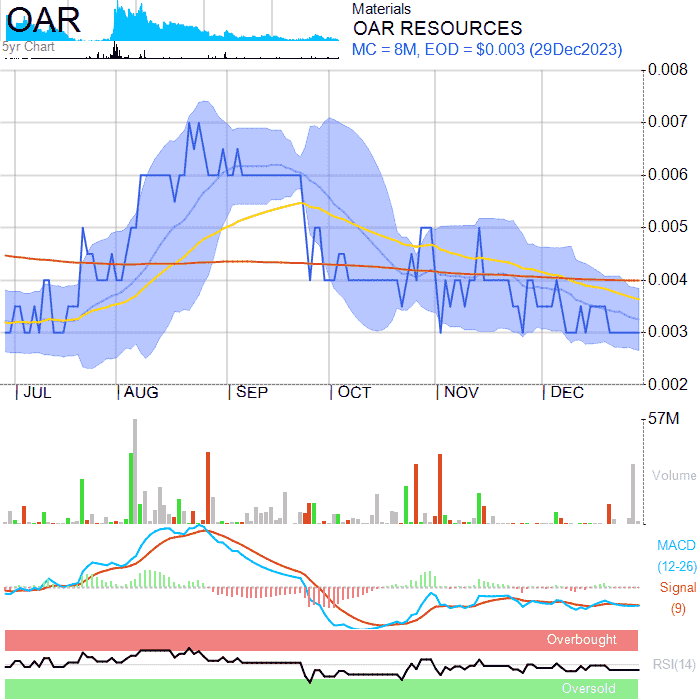 OAR
5yr Chart
Materials
OAR RESOURCES
MC = 8M, EOD = $0.003 (29Dec2023)
0.008
0.007
0.006
0.005
0.004
0.003
0.002
JUL AUG SEP OCT NOV DEC
57M
Volume
MACD
(12-26)
Signal
(9)
Overbought
RSI(14)
Oversold